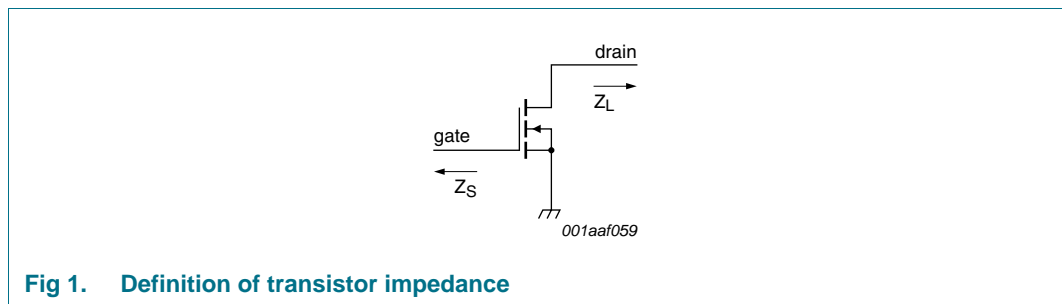 drain
Z_L
gate
Z_S
001aaf059
Fig 1. Definition of transistor impedance